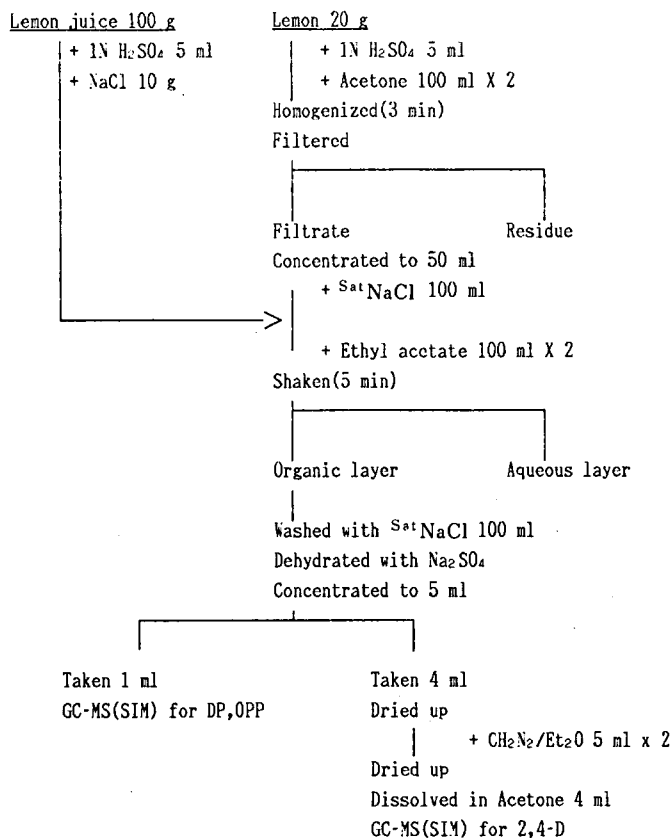 Lemon juice 100 g
+ 1N H₂SO₄ 5 ml
+ NaCl 10 g
Lemon 20 g
+ 1N H₂SO₄ 5 ml
+ Acetone 100 ml X 2
Homogenized(3 min)
Filtered
Filtrate
Residue
Concentrated to 50 ml
+ ˢᵃᵗNaCl 100 ml
+ Ethyl acetate 100 ml X 2
Shaken(5 min)
Organic layer
Aqueous layer
Washed with ˢᵃᵗNaCl 100 ml
Dehydrated with Na₂SO₄
Concentrated to 5 ml
Taken 1 ml
GC-MS(SIM) for DP,OPP
Taken 4 ml
Dried up
+ CH₂N₂/Et₂O 5 ml x 2
Dried up
Dissolved in Acetone 4 ml
GC-MS(SIM) for 2,4-D